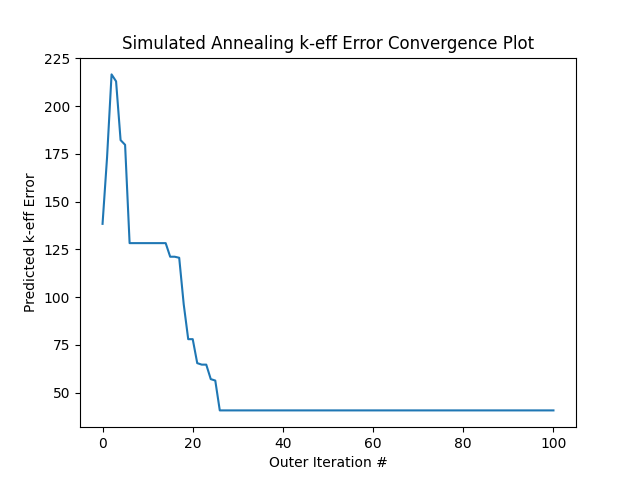 Simulated Annealing k-eff Error Convergence Plot
225
200
175
150
125
100
75
50
Predicted k-eff Error
0 20 40 60 80 100
Outer Iteration #